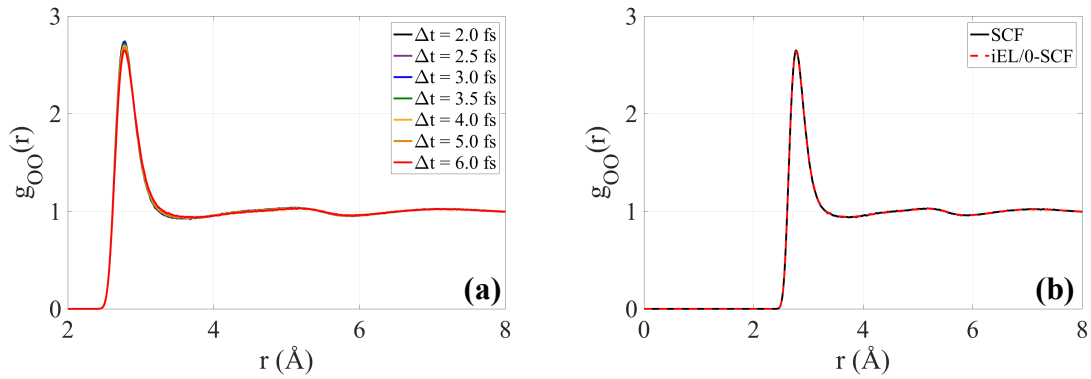 3
2
1
0
g_OO(r)
Δt = 2.0 fs
Δt = 2.5 fs
Δt = 3.0 fs
Δt = 3.5 fs
Δt = 4.0 fs
Δt = 5.0 fs
Δt = 6.0 fs
(a)
2
4
6
8
r (Å)
3
2
1
0
g_OO(r)
SCF
iEL/0-SCF
(b)
0
2
4
6
8
r (Å)